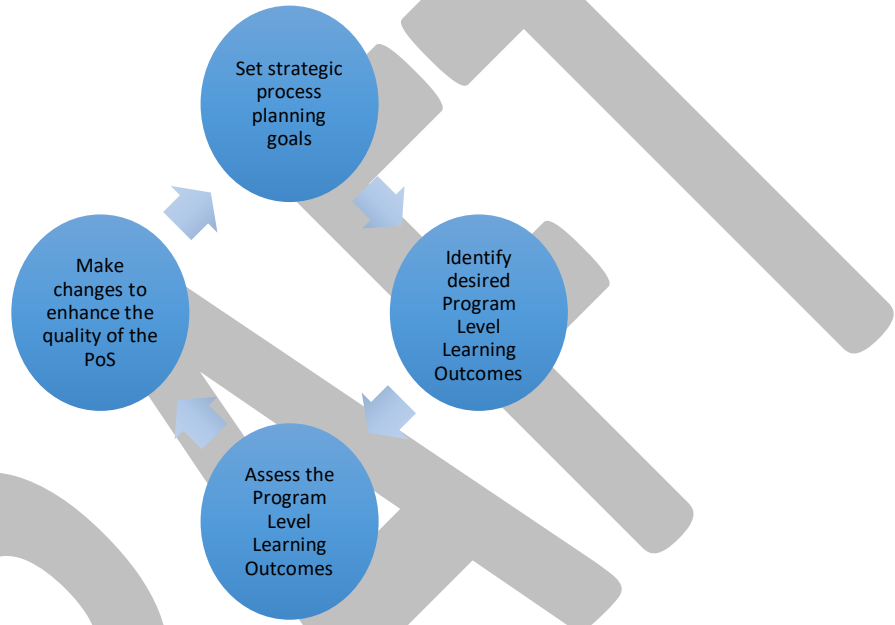 Set strategic
process
planning
goals
Identify
desired
Program
Level
Learning
Outcomes
Assess the
Program
Level
Learning
Outcomes
Make
changes to
enhance the
quality of the
PoS